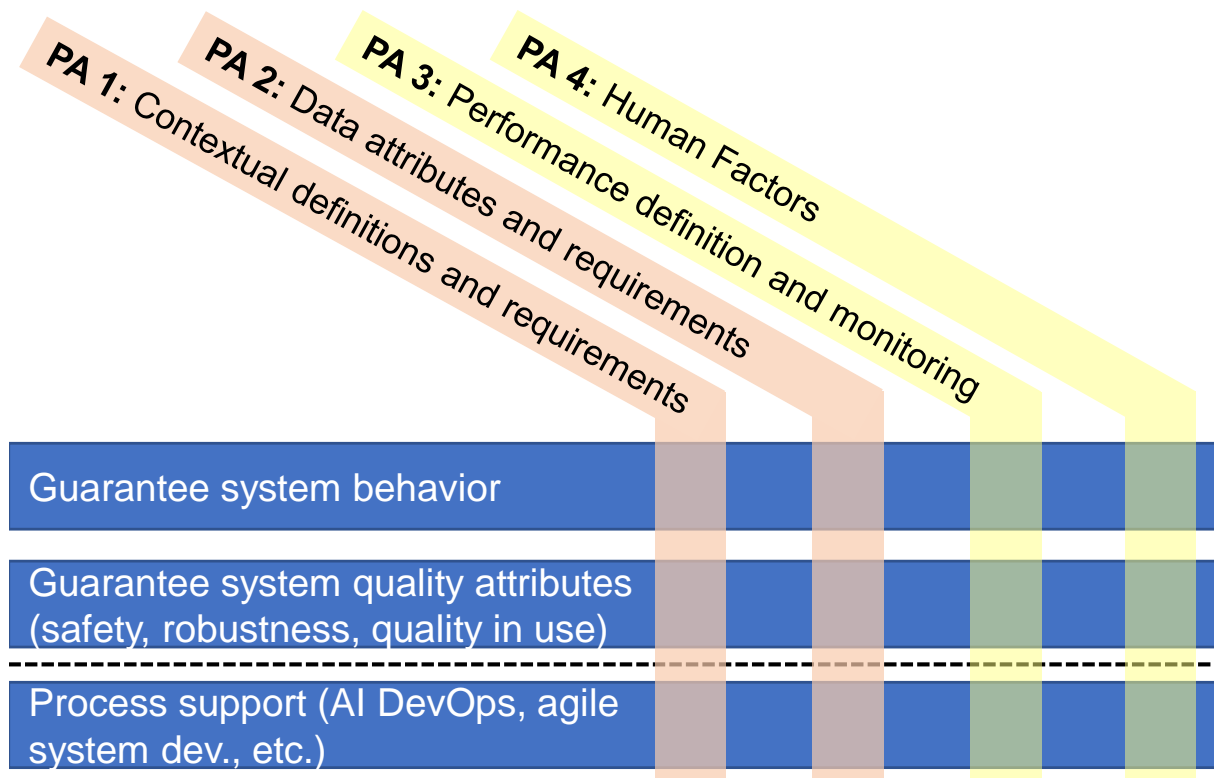 PA 1: Contextual definitions and requirements
PA 2: Data attributes and requirements
PA 3: Performance definition and monitoring
PA 4: Human Factors
Guarantee system behavior
Guarantee system quality attributes
(safety, robustness, quality in use)
Process support (AI DevOps, agile
system dev., etc.)